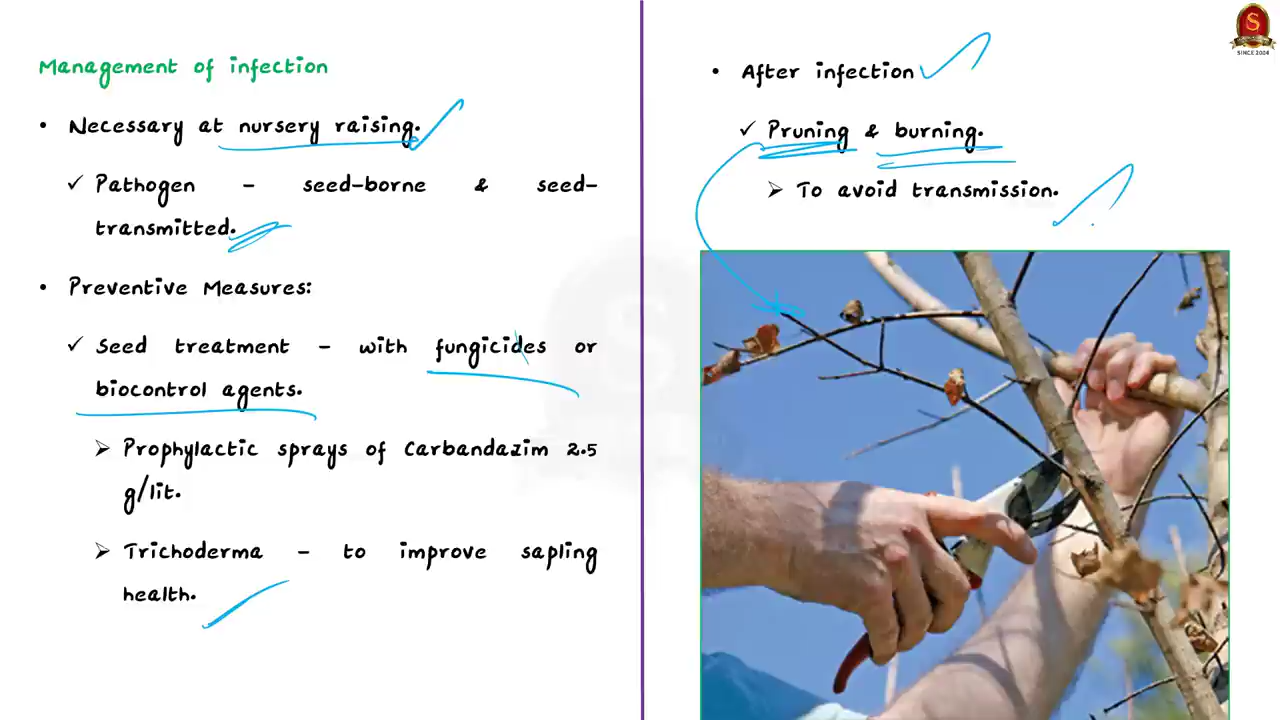 Management of infection
• Necessary at nursery raising.
✓ Pathogen - seed-borne & seed-
transmitted.
• Preventive Measures:
✓ Seed treatment - with fungicides or
biocontrol agents.
➢ Prophylactic sprays of Carbandazim 2.5
g/lit.
➢ Trichoderma - to improve sapling
health.
• After infection
✓ Pruning & burning.
➢ To avoid transmission.
S
SINCE 2004